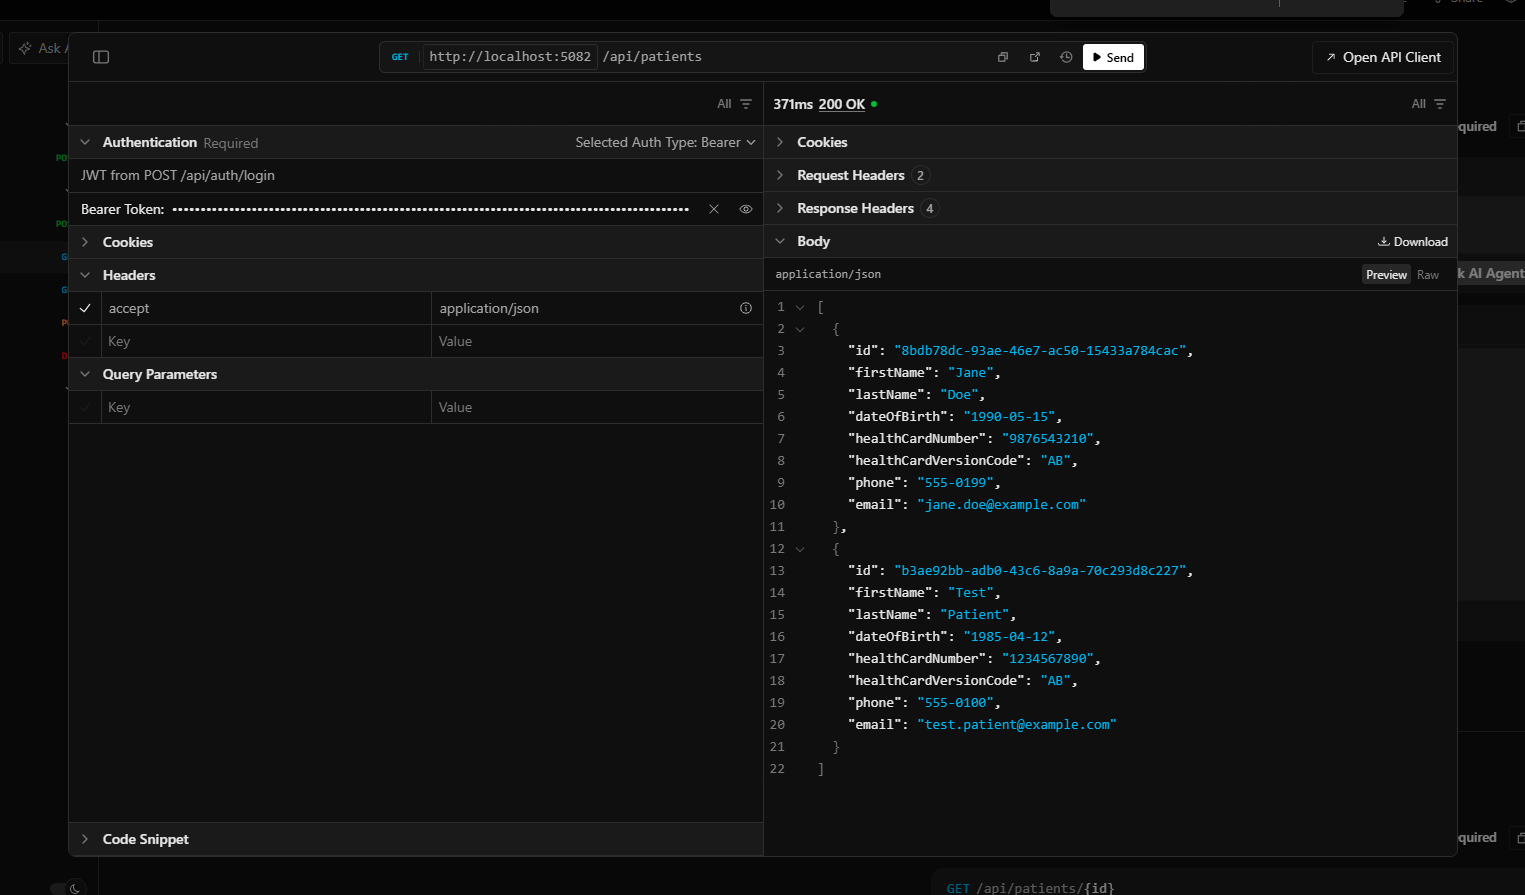 Share
Ask A
GET http://localhost:5082 /api/patients
Send
Open API Client
All
371ms 200 OK
All
quired
Authentication Required
Selected Auth Type: Bearer
JWT from POST /api/auth/login
Bearer Token: ••••••••••••••••••••••••••••••••••••••••••••••••••••••••••••••••••••••••••••••••
Cookies
Headers
accept
application/json
Key
Value
Query Parameters
Key
Value
Code Snippet
Cookies
Request Headers 2
Response Headers 4
Body
Download
application/json
Preview Raw
1 [
2 {
3 "id": "8bdb78dc-93ae-46e7-ac50-15433a784cac",
4 "firstName": "Jane",
5 "lastName": "Doe",
6 "dateOfBirth": "1990-05-15",
7 "healthCardNumber": "9876543210",
8 "healthCardVersionCode": "AB",
9 "phone": "555-0199",
10 "email": "jane.doe@example.com"
11 },
12 {
13 "id": "b3ae92bb-adb0-43c6-8a9a-70c293d8c227",
14 "firstName": "Test",
15 "lastName": "Patient",
16 "dateOfBirth": "1985-04-12",
17 "healthCardNumber": "1234567890",
18 "healthCardVersionCode": "AB",
19 "phone": "555-0100",
20 "email": "test.patient@example.com"
21 }
22 ]
PO
PO
G
G
P
D
k AI Agent
quired
GET /api/patients/{id}